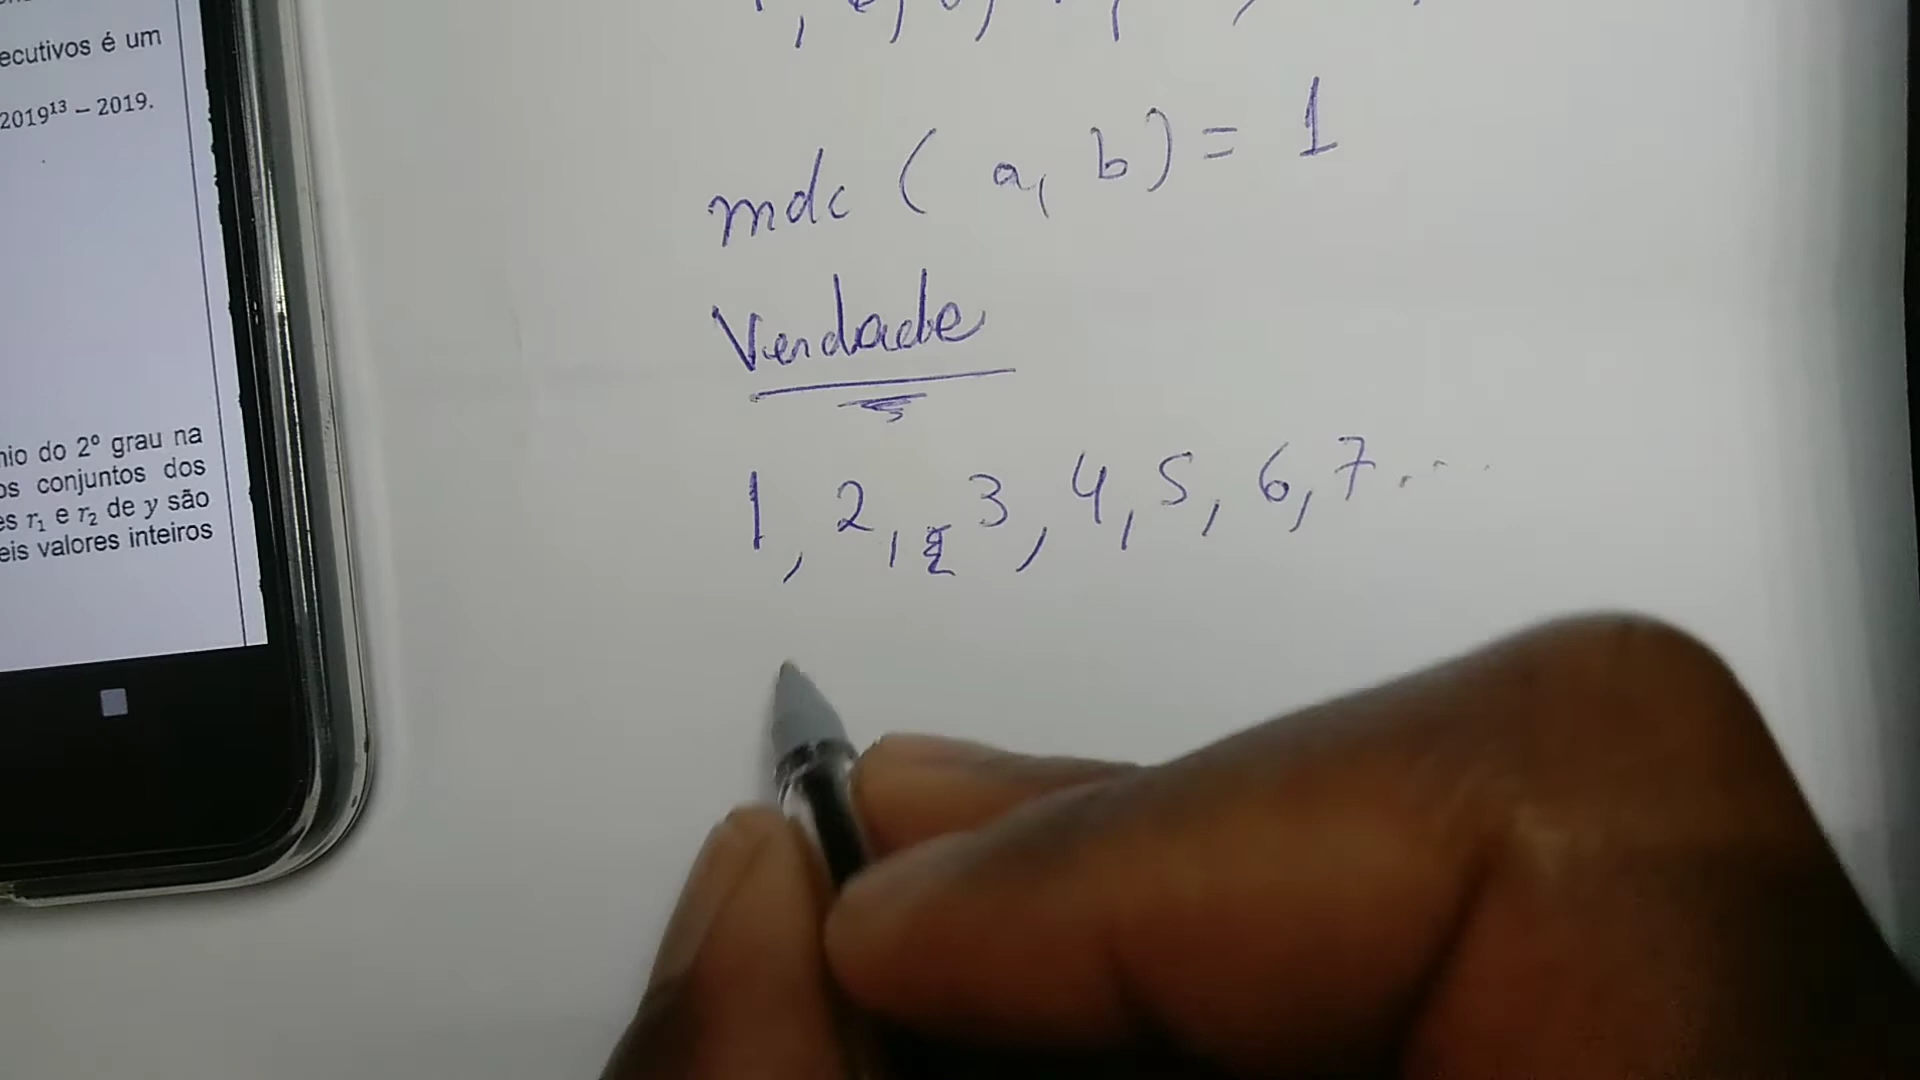 ecutivos é um
2019¹³ – 2019.
io do 2º grau na
os conjuntos dos
es r₁ e r₂ de y são
eis valores inteiros
mdc ( a, b) = 1
Verdade
1, 2, 3, 4, 5, 6, 7 . - - -